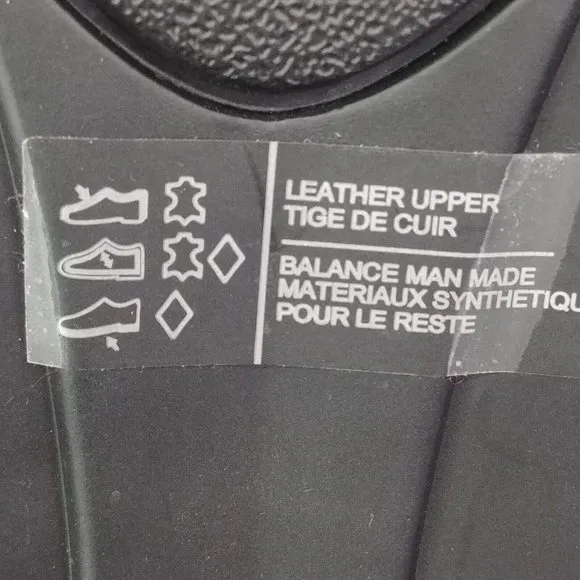 LEATHER UPPER
TIGE DE CUIR
BALANCE MAN MADE
MATERIAUX SYNTHETIQU
POUR LE RESTE